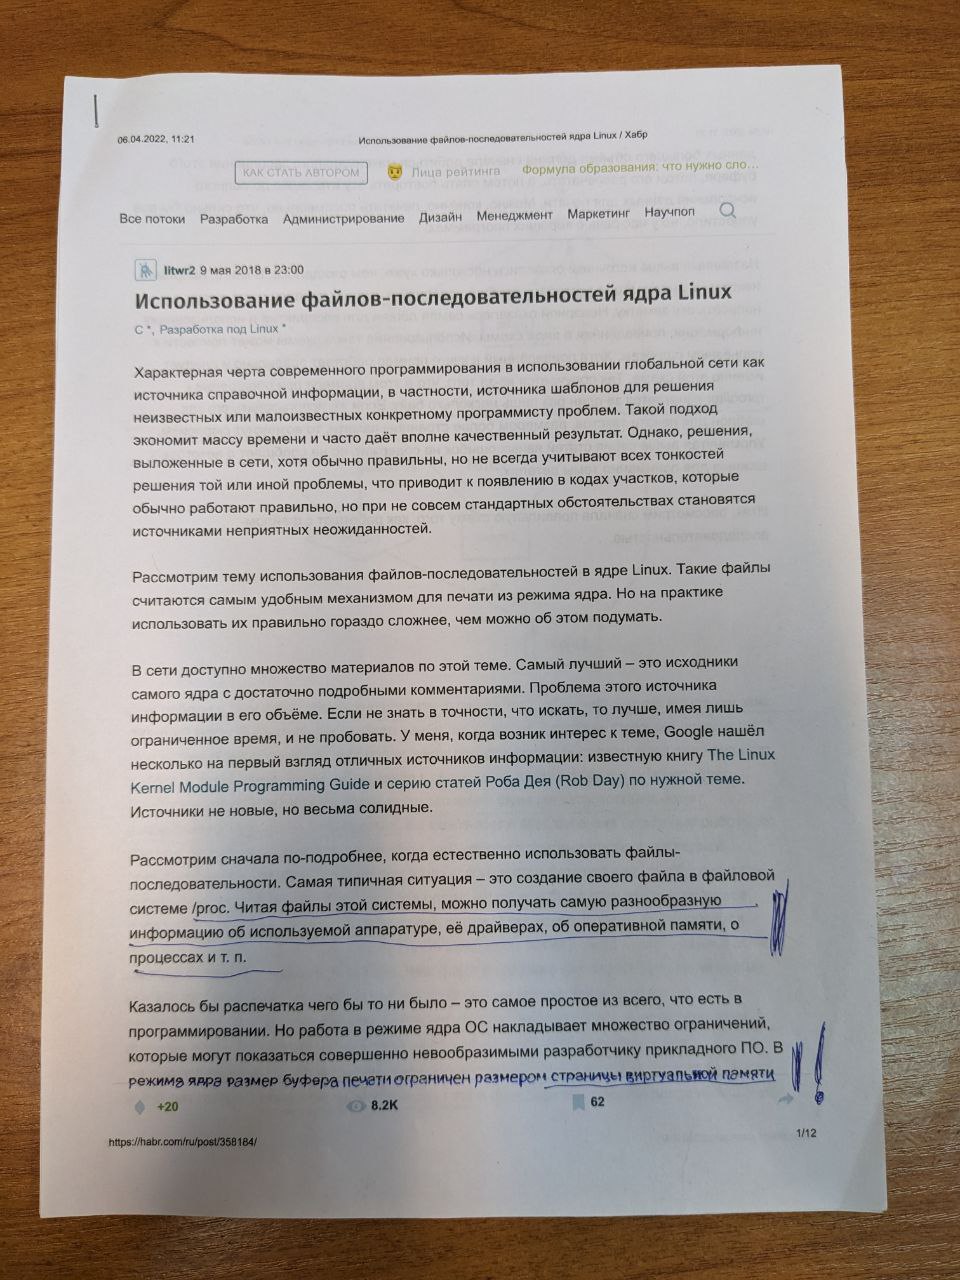 06.04.2022, 11:21 Использование файлов-последовательностей ядра Linux / Хабр
КАК СТАТЬ АВТОРОМ Лица рейтинга Формула образования: что нужно сло…
Все потоки Разработка Администрирование Дизайн Менеджмент Маркетинг Научпоп
litwr2 9 мая 2018 в 23:00
Использование файлов-последовательностей ядра Linux
C *, Разработка под Linux *
Характерная черта современного программирования в использовании глобальной сети как
источника справочной информации, в частности, источника шаблонов для решения
неизвестных или малоизвестных конкретному программисту проблем. Такой подход
экономит массу времени и часто даёт вполне качественный результат. Однако, решения,
выложенные в сети, хотя обычно правильны, но не всегда учитывают всех тонкостей
решения той или иной проблемы, что приводит к появлению в кодах участков, которые
обычно работают правильно, но при не совсем стандартных обстоятельствах становятся
источниками неприятных неожиданностей.
Рассмотрим тему использования файлов-последовательностей в ядре Linux. Такие файлы
считаются самым удобным механизмом для печати из режима ядра. Но на практике
использовать их правильно гораздо сложнее, чем можно об этом подумать.
В сети доступно множество материалов по этой теме. Самый лучший – это исходники
самого ядра с достаточно подробными комментариями. Проблема этого источника
информации в его объёме. Если не знать в точности, что искать, то лучше, имея лишь
ограниченное время, и не пробовать. У меня, когда возник интерес к теме, Google нашёл
несколько на первый взгляд отличных источников информации: известную книгу The Linux
Kernel Module Programming Guide и серию статей Роба Дея (Rob Day) по нужной теме.
Источники не новые, но весьма солидные.
Рассмотрим сначала по-подробнее, когда естественно использовать файлы-
последовательности. Самая типичная ситуация – это создание своего файла в файловой
системе /proc. Читая файлы этой системы, можно получать самую разнообразную
информацию об используемой аппаратуре, её драйверах, об оперативной памяти, о
процессах и т. п.
Казалось бы распечатка чего бы то ни было – это самое простое из всего, что есть в
программировании. Но работа в режиме ядра ОС накладывает множество ограничений,
которые могут показаться совершенно невообразимыми разработчику прикладного ПО. В
режиме ядра размер буфера печати ограничен размером страницы виртуальной памяти
+20 8.2K 62
https://habr.com/ru/post/358184/ 1/12